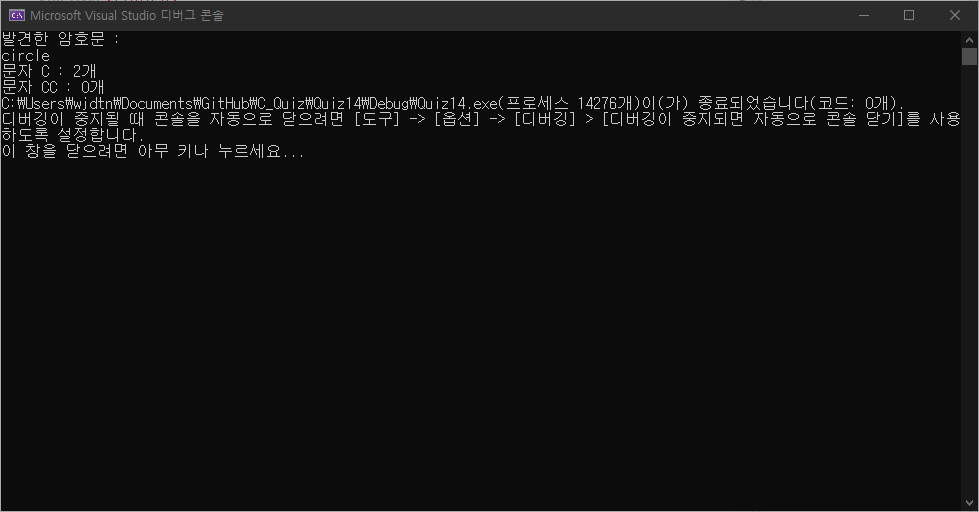 Microsoft Visual Studio 디버그 콘솔
발견한 암호문 :
circle
문자 C : 2개
문자 CC : 0개
C:\Users\wjdtn\Documents\GitHub\C_Quiz\Quiz14\Debug\Quiz14.exe(프로세스 14276개)이(가) 종료되었습니다(코드: 0개).
디버깅이 중지될 때 콘솔을 자동으로 닫으려면 [도구] -> [옵션] -> [디버깅] > [디버깅이 중지되면 자동으로 콘솔 닫기]를 사용
하도록 설정합니다.
이 창을 닫으려면 아무 키나 누르세요...